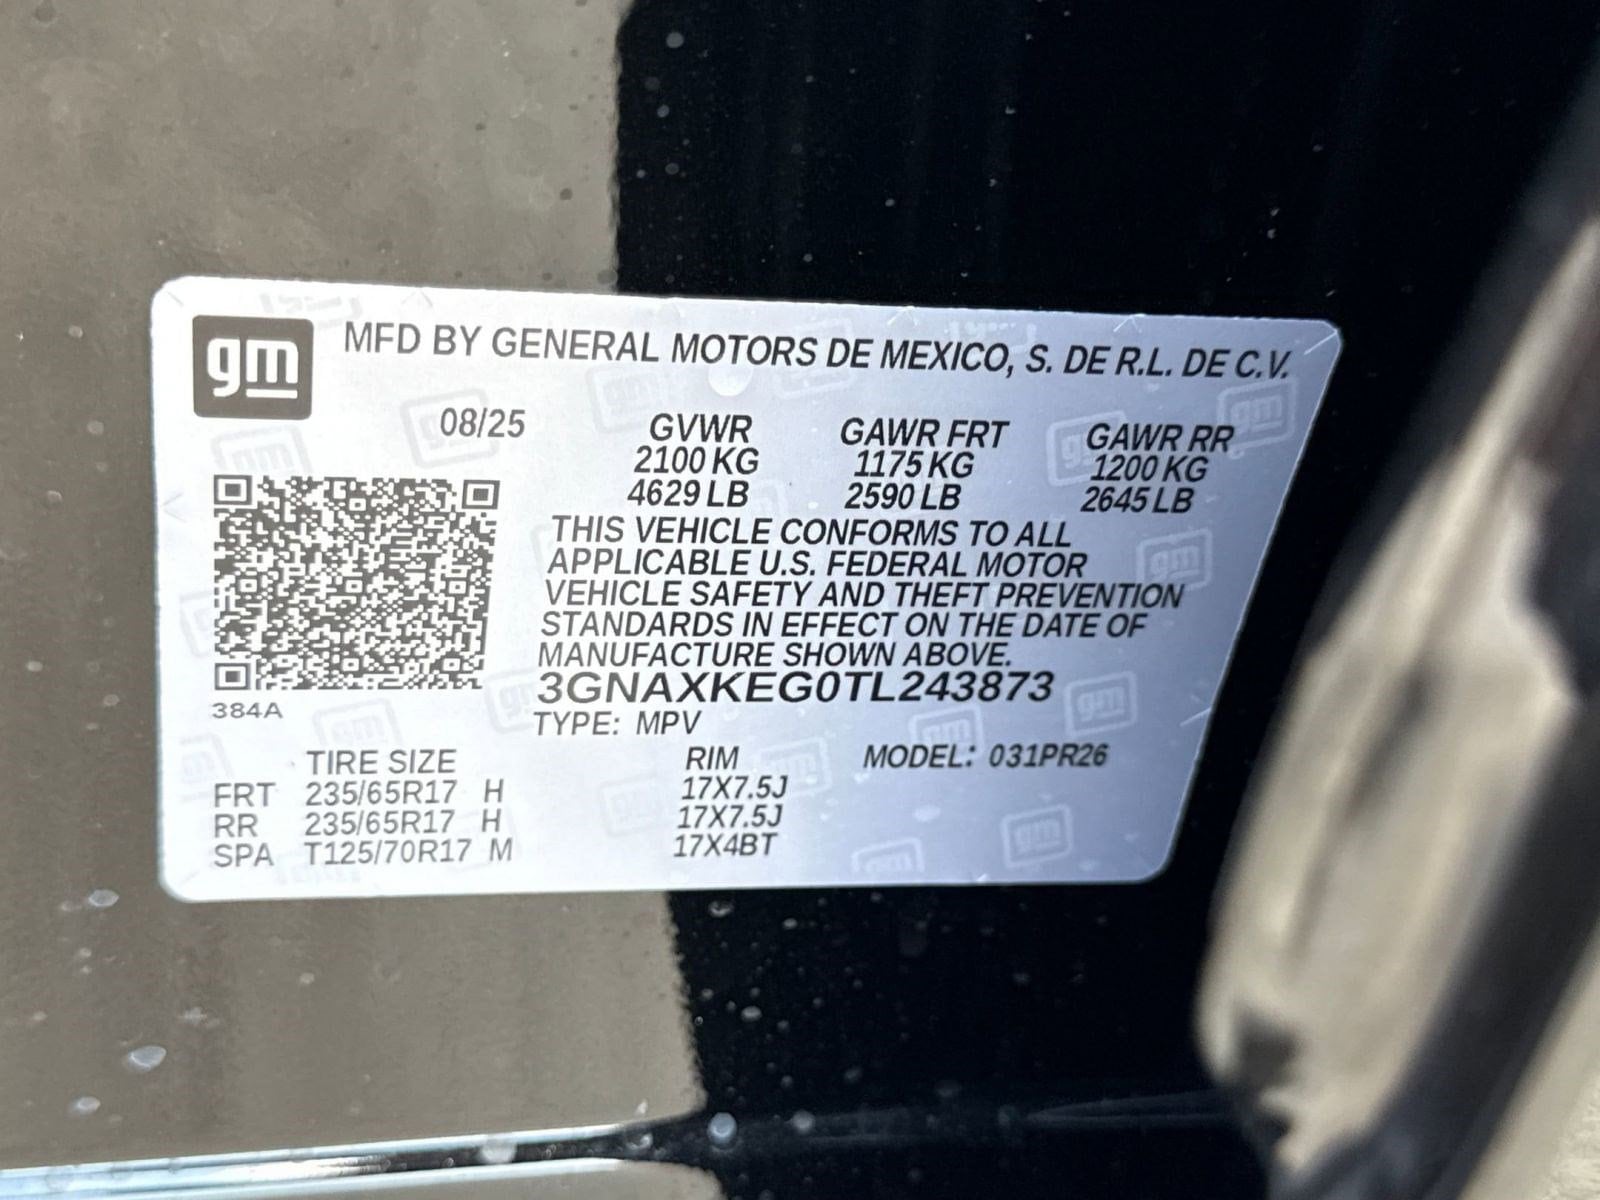 gm
MFD BY GENERAL MOTORS DE MEXICO, S. DE R.L. DE C.V.
08/25 GVWR GAWR FRT GAWR RR
2100 KG 1175 KG 1200 KG
4629 LB 2590 LB 2645 LB
THIS VEHICLE CONFORMS TO ALL
APPLICABLE U.S. FEDERAL MOTOR
VEHICLE SAFETY AND THEFT PREVENTION
STANDARDS IN EFFECT ON THE DATE OF
MANUFACTURE SHOWN ABOVE.
3GNAXKEG0TL243873
384A
TYPE: MPV
TIRE SIZE RIM MODEL: 031PR26
FRT 235/65R17 H 17X7.5J
RR 235/65R17 H 17X7.5J
SPA T125/70R17 M 17X4BT